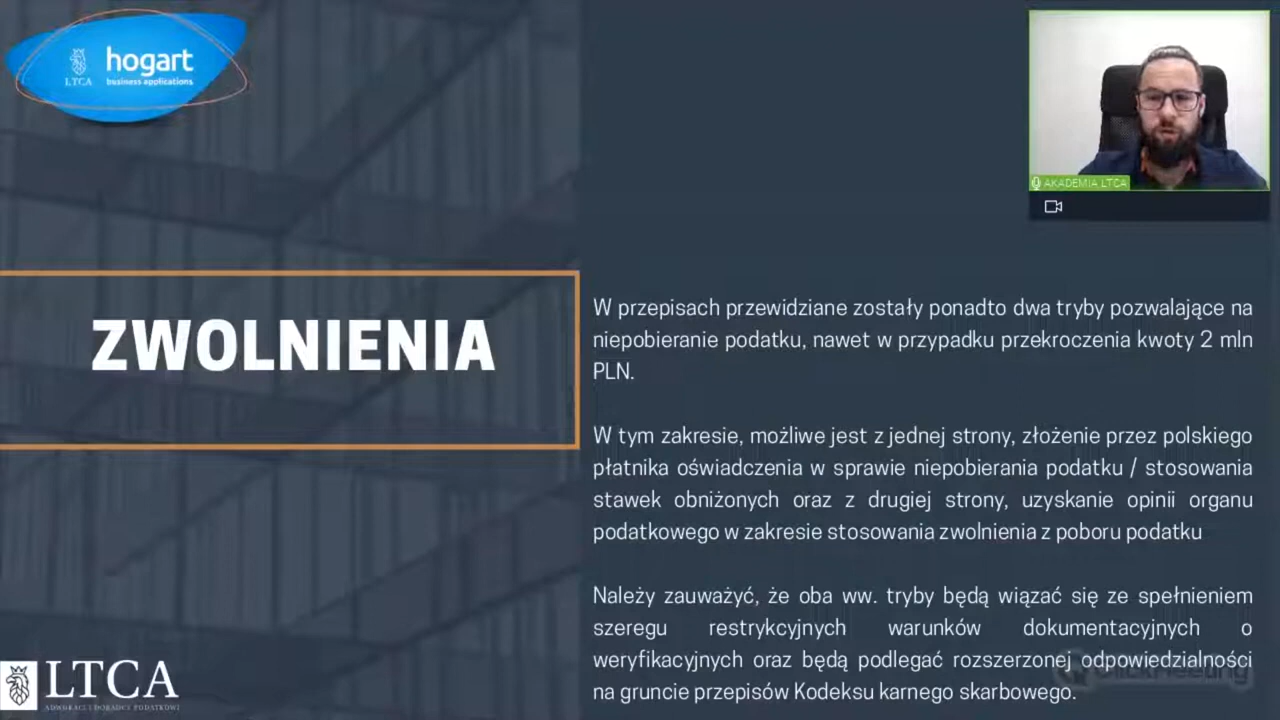 LTCA
hogart
business applications
AKADEMIA LTCA
ZWOLNIENIA
W przepisach przewidziane zostały ponadto dwa tryby pozwalające na
niepobieranie podatku, nawet w przypadku przekroczenia kwoty 2 mln
PLN.
W tym zakresie, możliwe jest z jednej strony, złożenie przez polskiego
płatnika oświadczenia w sprawie niepobierania podatku / stosowania
stawek obniżonych oraz z drugiej strony, uzyskanie opinii organu
podatkowego w zakresie stosowania zwolnienia z poboru podatku
Należy zauważyć, że oba ww. tryby będą wiązać się ze spełnieniem
szeregu restrykcyjnych warunków dokumentacyjnych o
weryfikacyjnych oraz będą podlegać rozszerzonej odpowiedzialności
na gruncie przepisów Kodeksu karnego skarbowego.
ClickMeeting
LTCA
ADWOKACI I DORADCY PODATKOWI